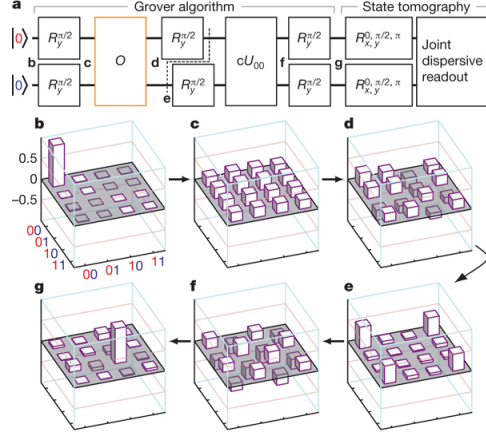 a
Grover algorithm
State tomography
|0⟩ R_y^{π/2} O R_y^{π/2} cU_{00} R_y^{π/2} R_{x, y}^{0, π/2, π} Joint dispersive readout
b c d e f g
|0⟩ R_y^{π/2} R_y^{π/2} R_y^{π/2} R_{x, y}^{0, π/2, π}
b
0.5
0
−0.5
00
01
10
11
00 01 10 11
c
d
g
f
e